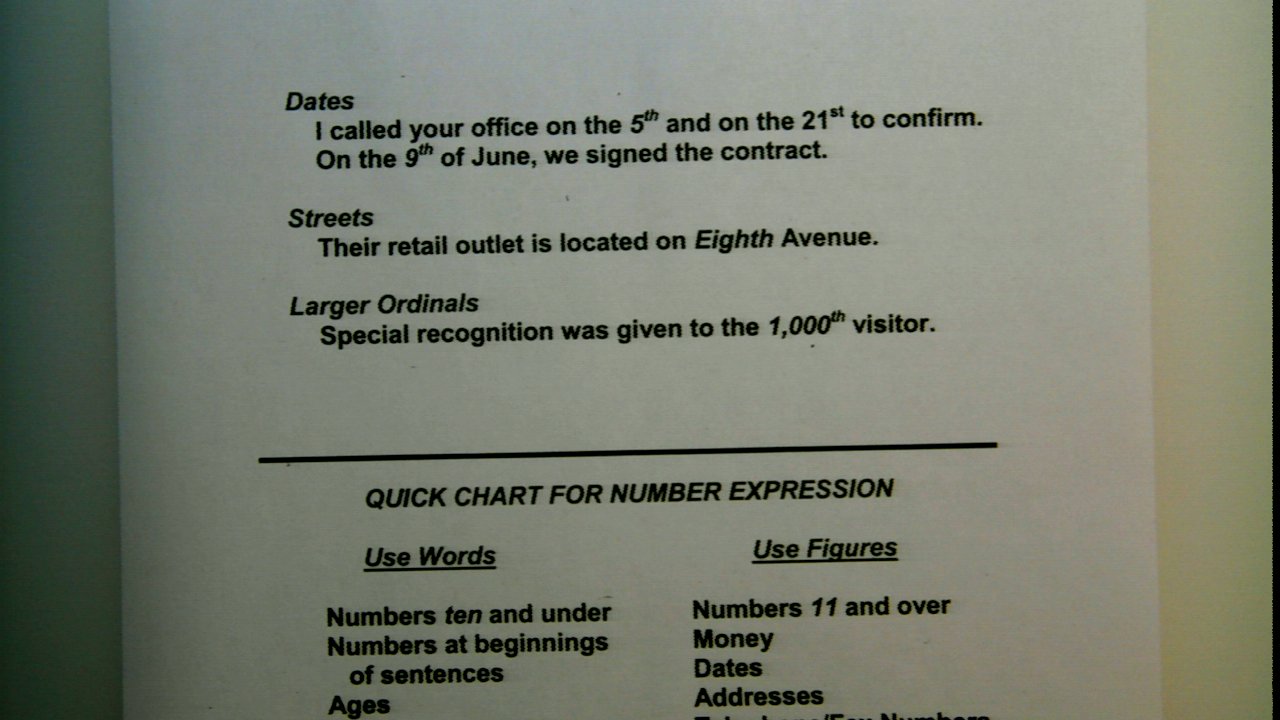 Dates
I called your office on the 5th and on the 21st to confirm.
On the 9th of June, we signed the contract.
Streets
Their retail outlet is located on Eighth Avenue.
Larger Ordinals
Special recognition was given to the 1,000th visitor.
QUICK CHART FOR NUMBER EXPRESSION
Use Words
Use Figures
Numbers ten and under
Numbers at beginnings
of sentences
Ages
Numbers 11 and over
Money
Dates
Addresses
Numbers